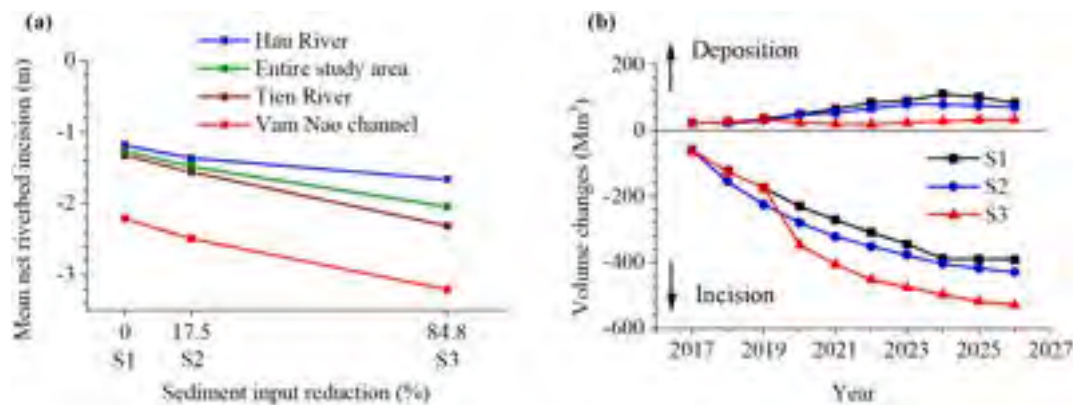 (a)
Hau River
Entire study area
Tien River
Vam Nao channel
Mean net riverbed incision (m)
0
-1
-2
-3
0 17.5 84.8
S1 S2 S3
Sediment input reduction (%)
(b)
Deposition
S1
S2
S3
Incision
Volume changes (Mm³)
200
0
-200
-400
-600
2017 2019 2021 2023 2025 2027
Year